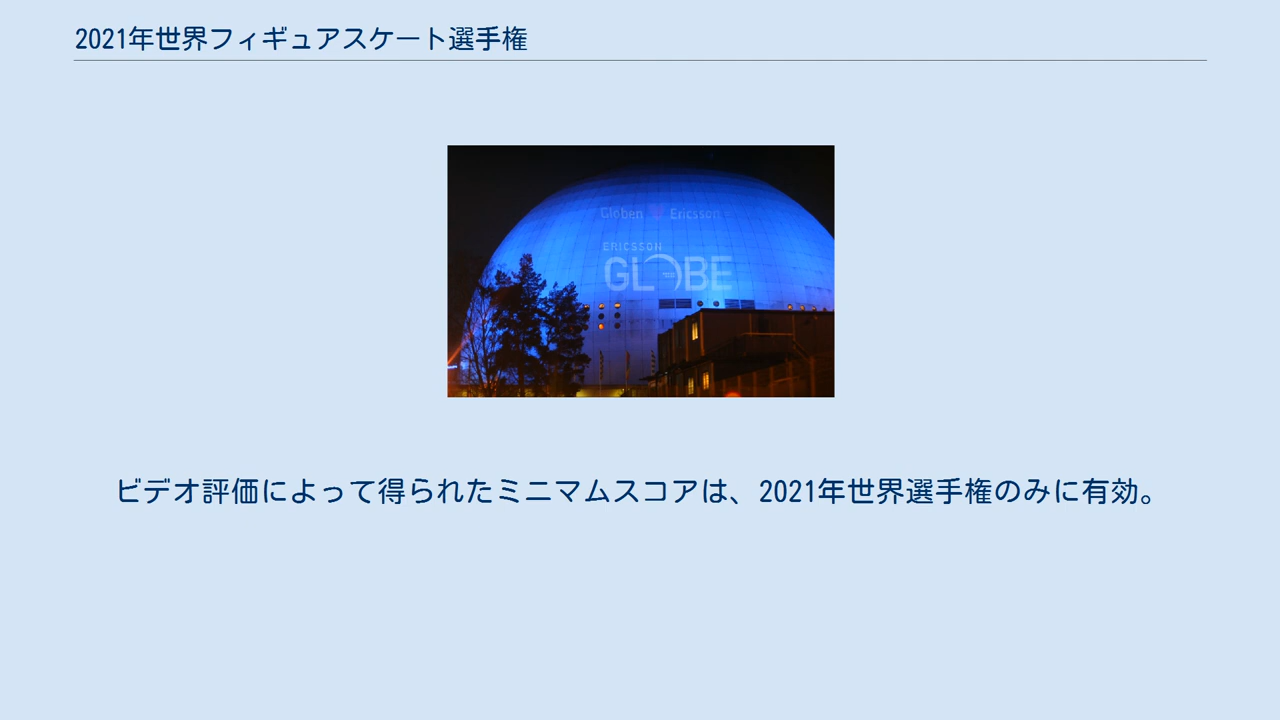 2021年世界フィギュアスケート選手権
Globen Ericsson
ERICSSON
GLOBE
ビデオ評価によって得られたミニマムスコアは、2021年世界選手権のみに有効。